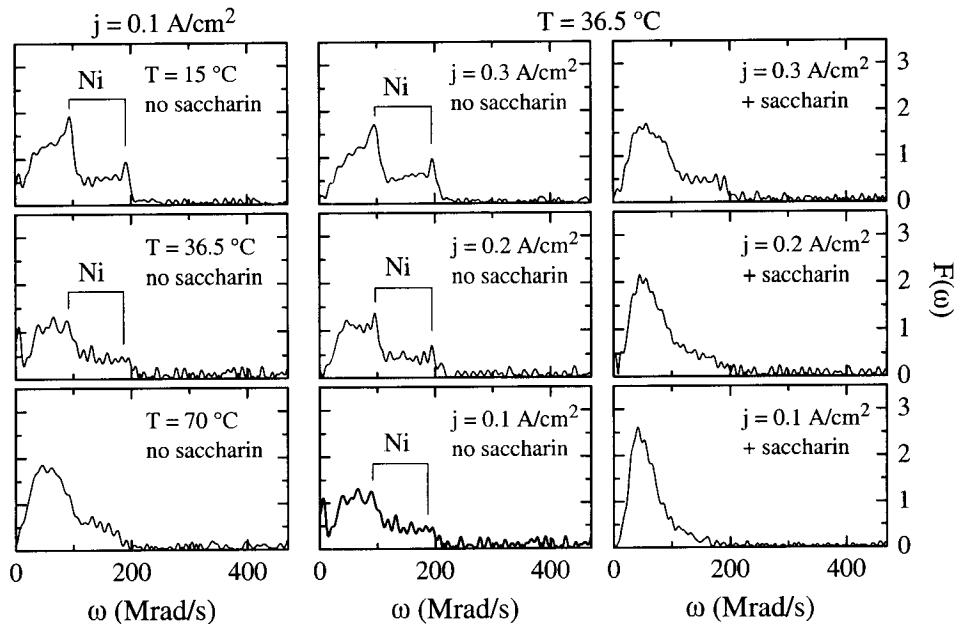 j = 0.1 A/cm²
T = 36.5 °C
T = 15 °C
no saccharin
Ni
j = 0.3 A/cm²
no saccharin
Ni
j = 0.3 A/cm²
+ saccharin
3
2
1
0
T = 36.5 °C
no saccharin
Ni
j = 0.2 A/cm²
no saccharin
Ni
j = 0.2 A/cm²
+ saccharin
3
2
1
0
F(ω)
T = 70 °C
no saccharin
j = 0.1 A/cm²
no saccharin
Ni
j = 0.1 A/cm²
+ saccharin
3
2
1
0
0 200 400
0 200 400
0 200 400
ω (Mrad/s)
ω (Mrad/s)
ω (Mrad/s)